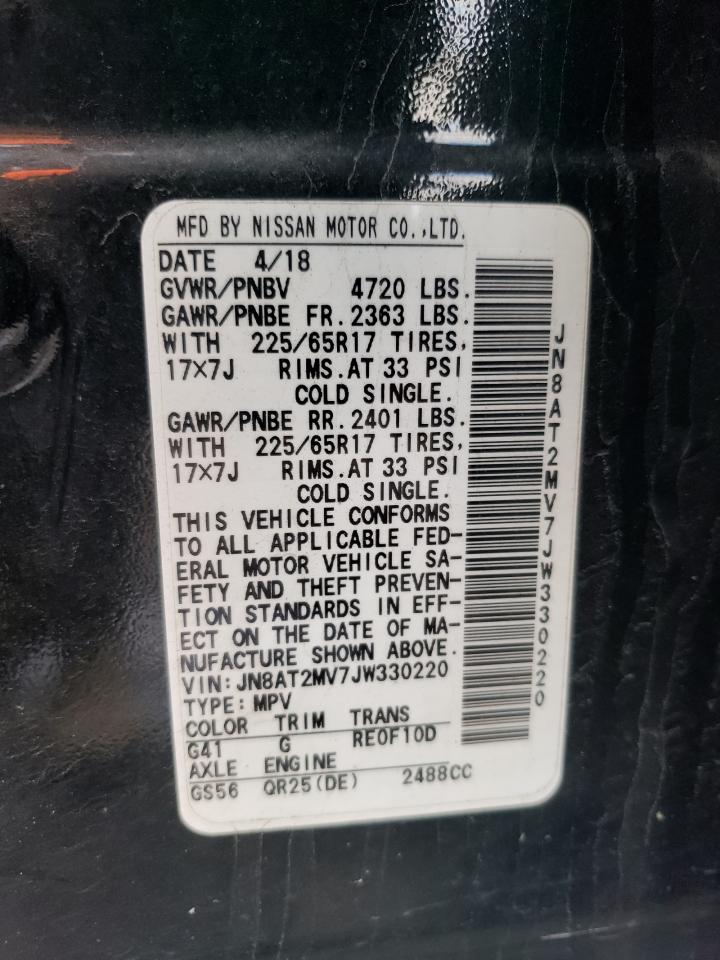 MFD BY NISSAN MOTOR CO.,LTD.
DATE 4/18
GVWR/PNBV 4720 LBS.
GAWR/PNBE FR.2363 LBS.
WITH 225/65R17 TIRES,
17×7J RIMS.AT 33 PSI
COLD SINGLE.
GAWR/PNBE RR.2401 LBS.
WITH 225/65R17 TIRES,
17×7J RIMS.AT 33 PSI
COLD SINGLE.
THIS VEHICLE CONFORMS
TO ALL APPLICABLE FED-
ERAL MOTOR VEHICLE SA-
FETY AND THEFT PREVEN-
TION STANDARDS IN EFF-
ECT ON THE DATE OF MA-
NUFACTURE SHOWN ABOVE.
VIN:JN8AT2MV7JW330220
TYPE:MPV
COLOR TRIM TRANS
G41 G RE0F10D
AXLE ENGINE
GS56 QR25(DE) 2488CC
JN8AT2MV7JW330220